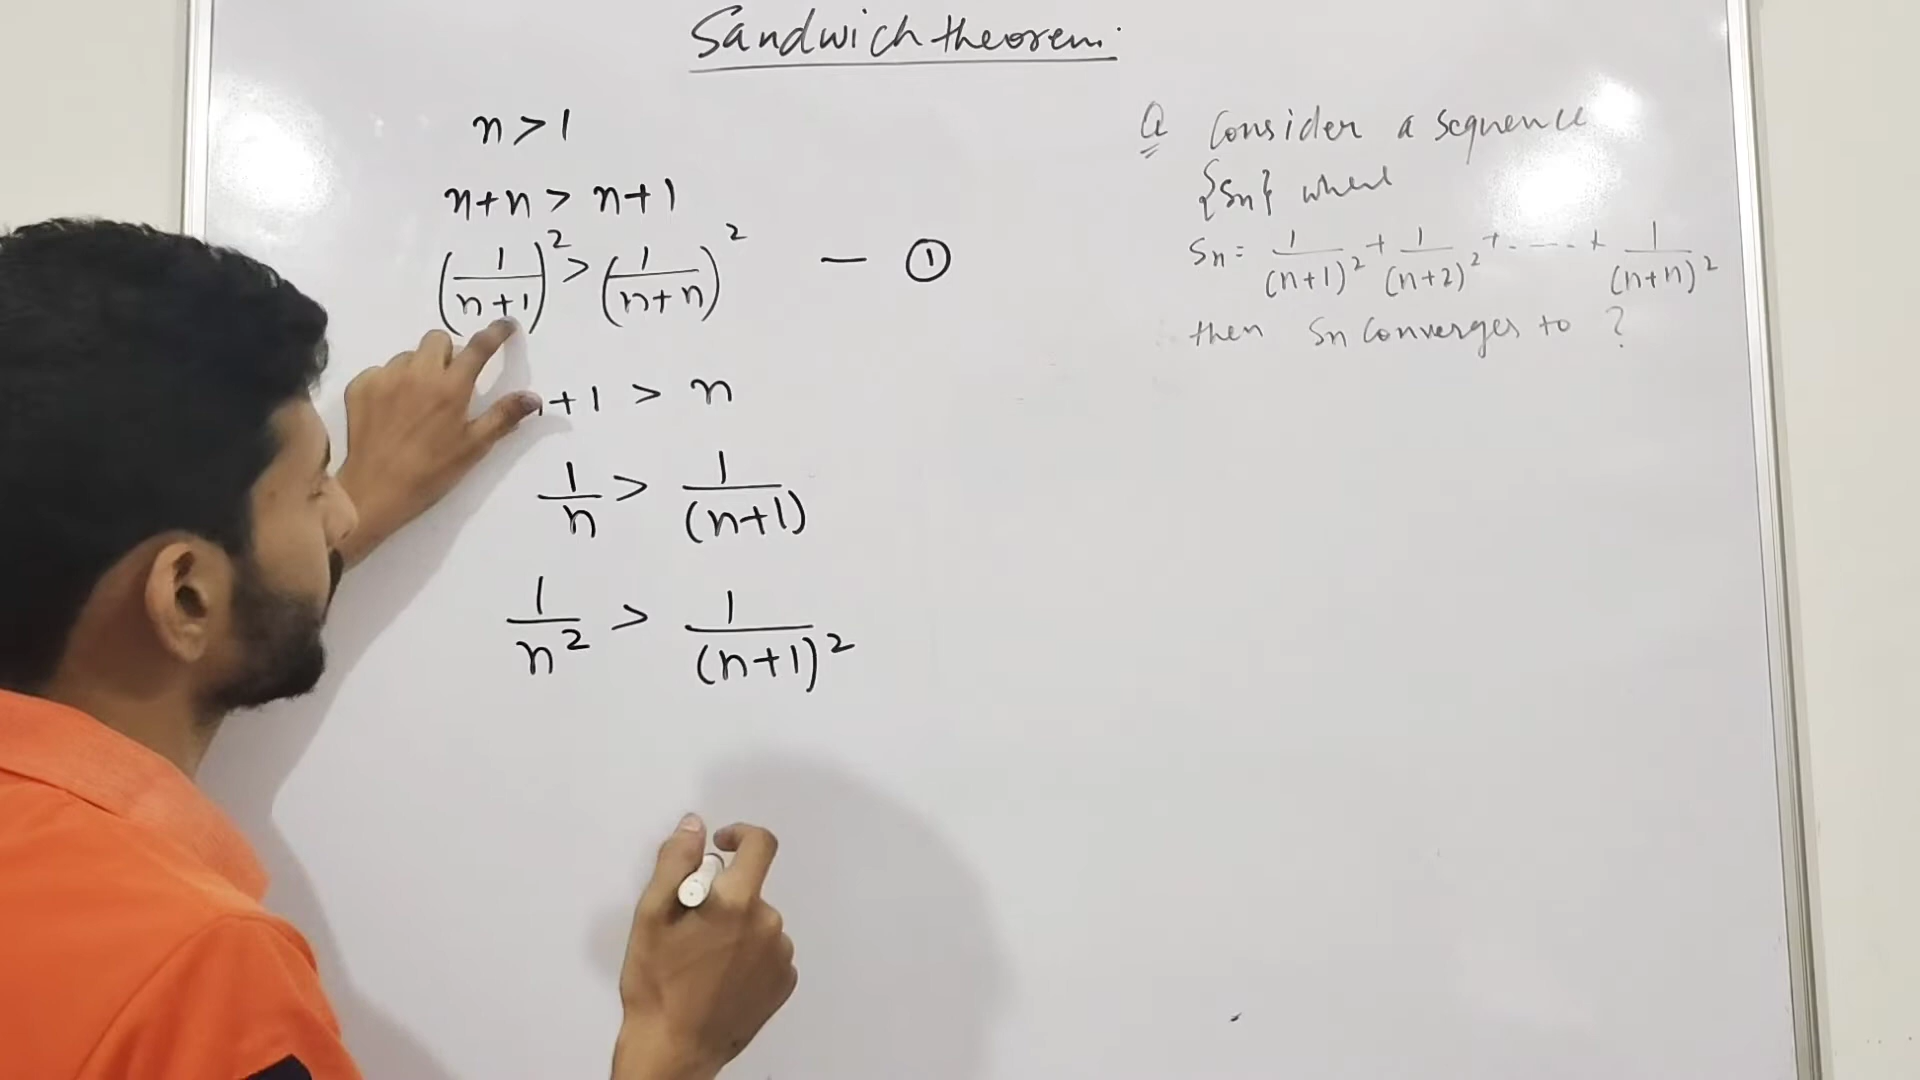 Sandwich theorem.
n > 1
n+n > n+1
(1/(n+1))² > (1/(n+n))² — ①
+1 > n
1/n > 1/(n+1)
1/n² > 1/(n+1)²
Q Consider a sequence
{Sn} where
Sn = 1/(n+1)² + 1/(n+2)² + - - - - + 1/(n+n)²
then Sn Converges to ?